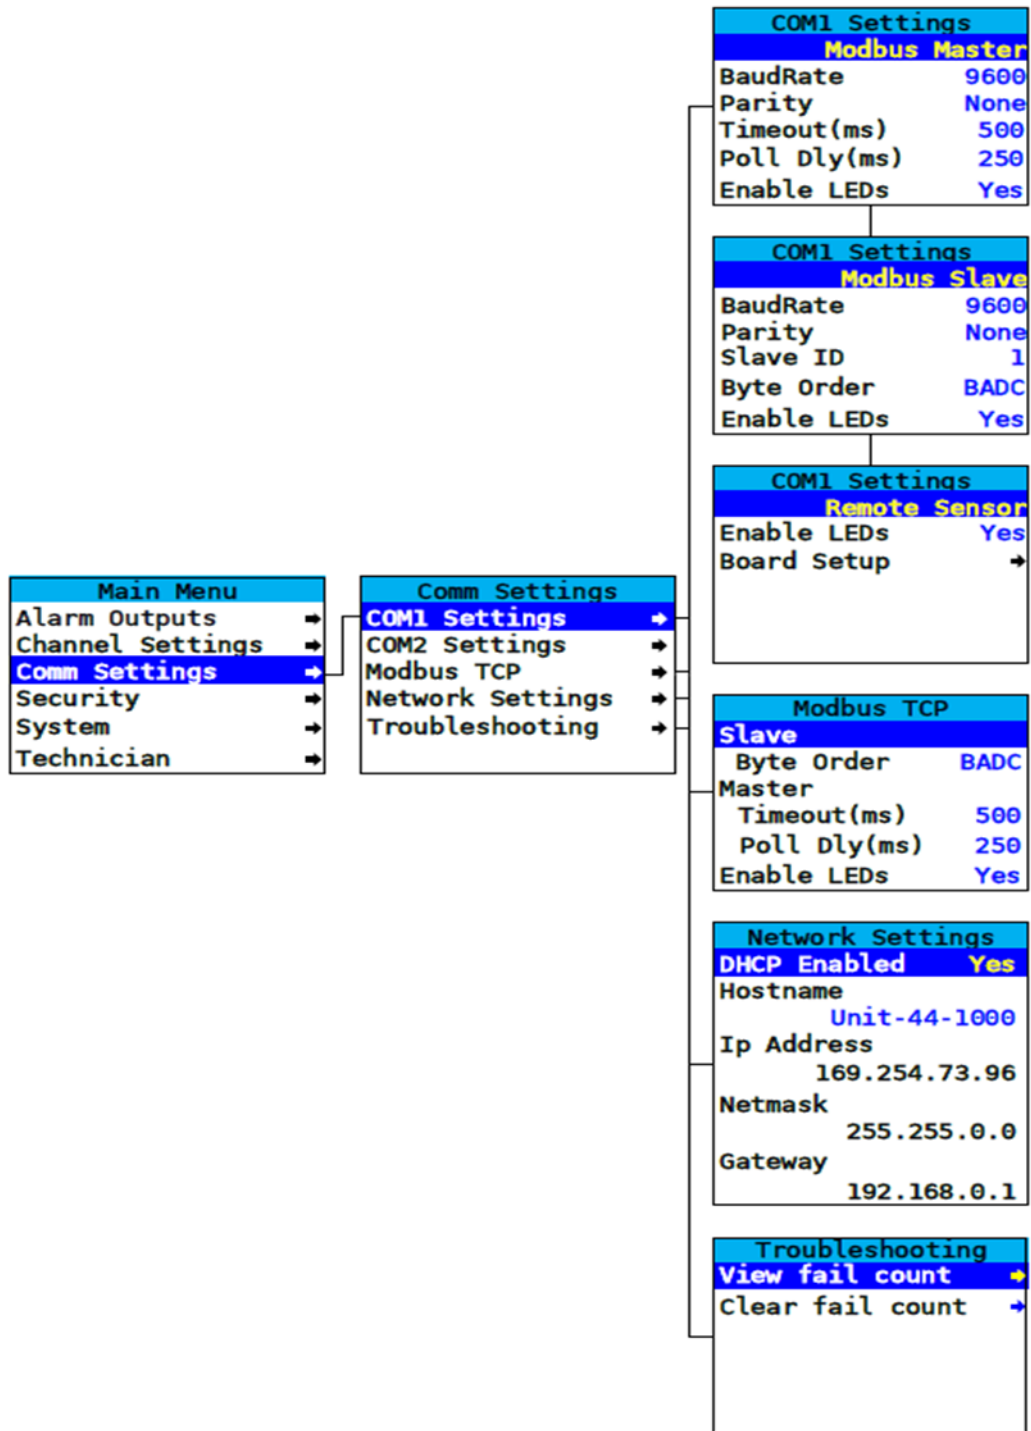 Main Menu
Alarm Outputs
Channel Settings
Comm Settings
Security
System
Technician
Comm Settings
COM1 Settings
COM2 Settings
Modbus TCP
Network Settings
Troubleshooting
COM1 Settings
Modbus Master
BaudRate 9600
Parity None
Timeout(ms) 500
Poll Dly(ms) 250
Enable LEDs Yes
COM1 Settings
Modbus Slave
BaudRate 9600
Parity None
Slave ID 1
Byte Order BADC
Enable LEDs Yes
COM1 Settings
Remote Sensor
Enable LEDs Yes
Board Setup
Modbus TCP
Slave
Byte Order BADC
Master
Timeout(ms) 500
Poll Dly(ms) 250
Enable LEDs Yes
Network Settings
DHCP Enabled Yes
Hostname
Unit-44-1000
Ip Address
169.254.73.96
Netmask
255.255.0.0
Gateway
192.168.0.1
Troubleshooting
View fail count
Clear fail count